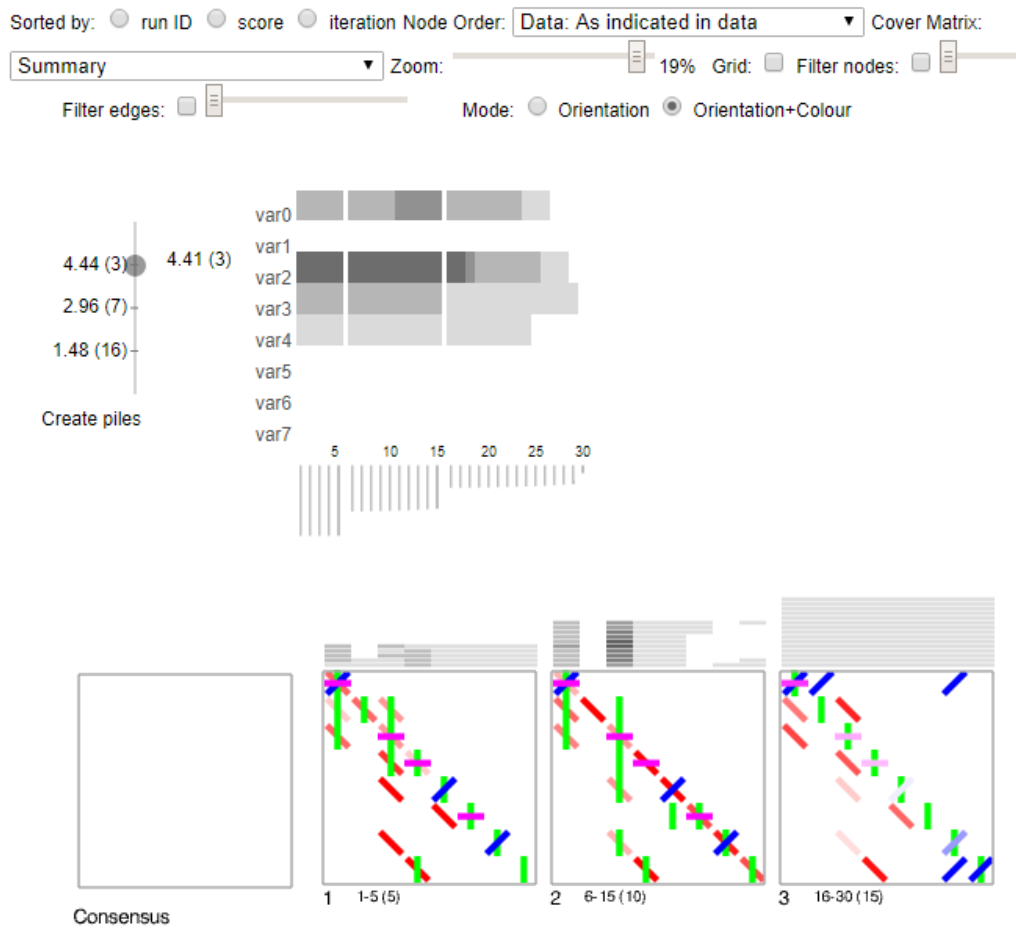 Sorted by: run ID score iteration Node Order: Data: As indicated in data Cover Matrix:
Summary Zoom: 19% Grid: Filter nodes:
Filter edges: Mode: Orientation Orientation+Colour
var0
var1
4.44 (3) 4.41 (3)
var2
2.96 (7) var3
var4
1.48 (16)
var5
var6
Create piles
var7
5 10 15 20 25 30
1 1-5 (5) 2 6-15 (10) 3 16-30 (15)
Consensus